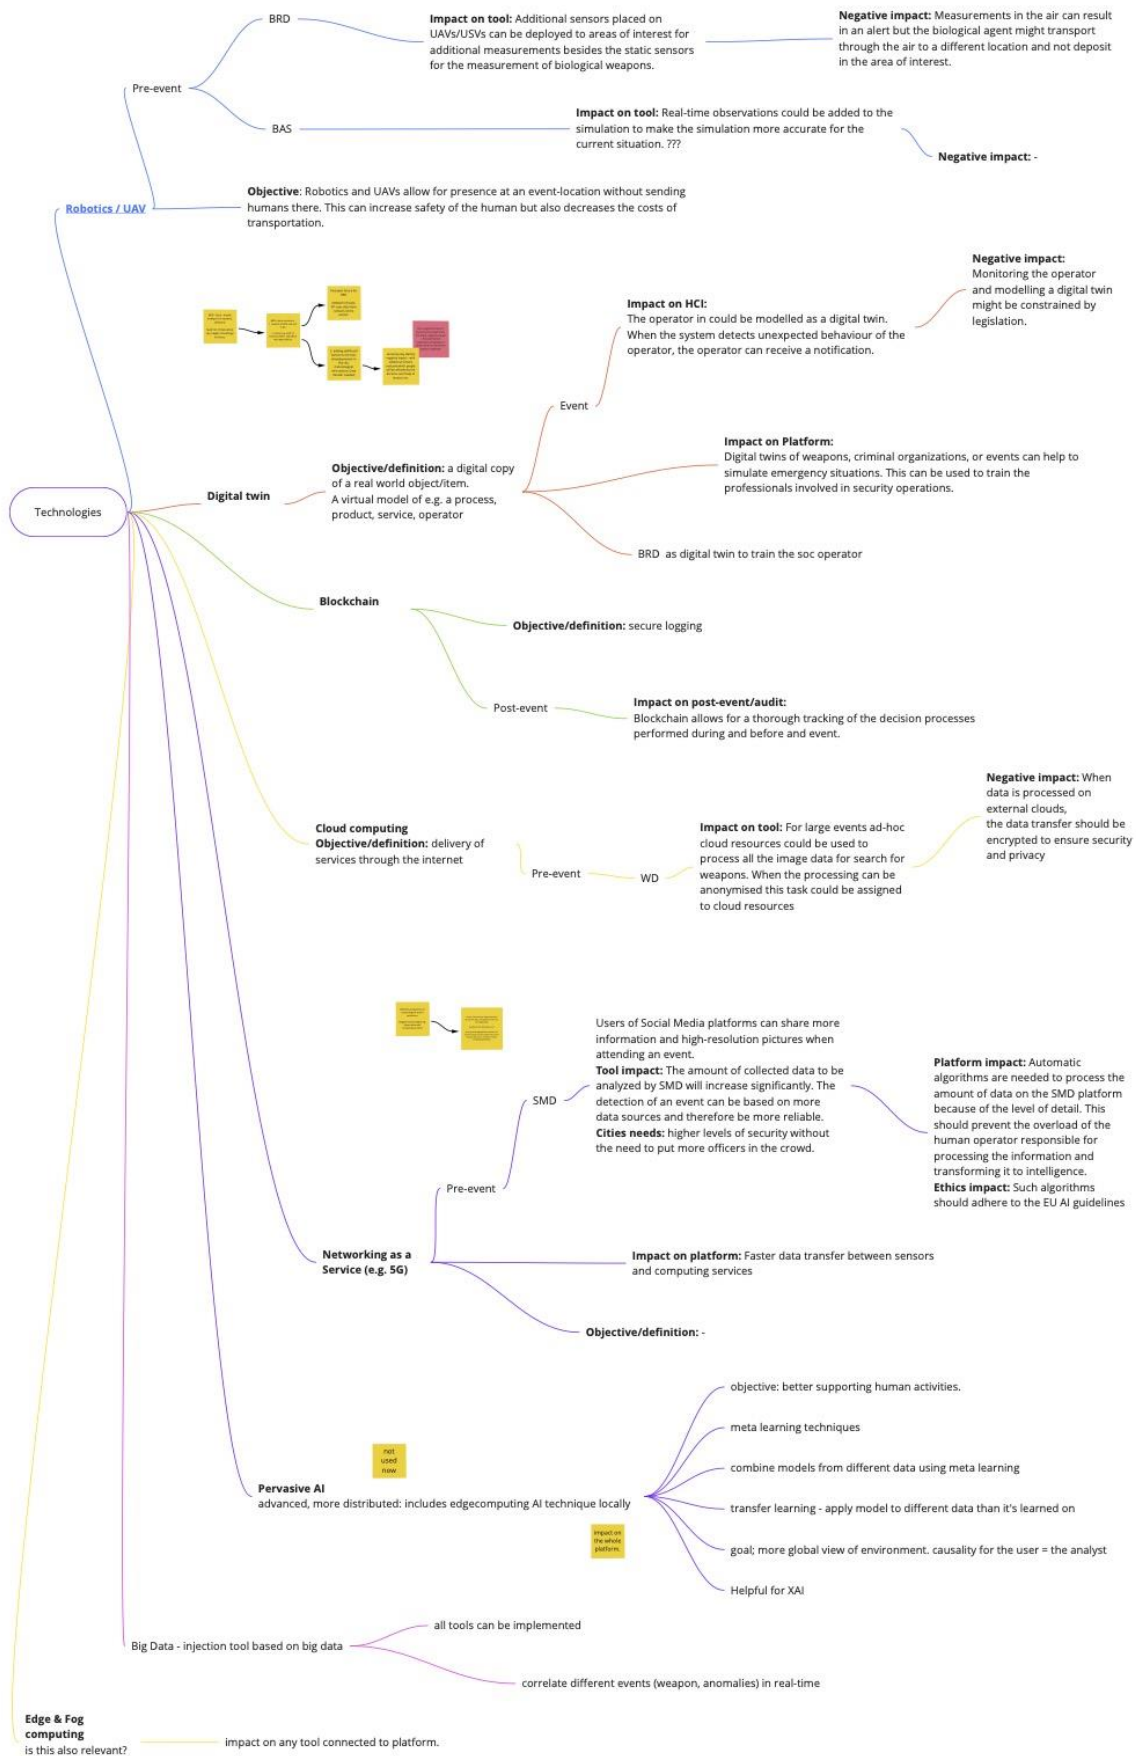 BRD
Impact on tool: Additional sensors placed on
UAVs/USVs can be deployed to areas of interest for
additional measurements besides the static sensors
for the measurement of biological weapons.
Negative impact: Measurements in the air can result
in an alert but the biological agent might transport
through the air to a different location and not deposit
in the area of interest.
Pre-event
BAS
Impact on tool: Real-time observations could be added to the
simulation to make the simulation more accurate for the
current situation. ???
Negative impact: -
Robotics / UAV
Objective: Robotics and UAVs allow for presence at an event-location without sending
humans there. This can increase safety of the human but also decreases the costs of
transportation.
Negative impact:
Monitoring the operator
and modelling a digital twin
might be constrained by
legislation.
Impact on HCI:
The operator in could be modelled as a digital twin.
When the system detects unexpected behaviour of the
operator, the operator can receive a notification.
Event
Impact on Platform:
Digital twins of weapons, criminal organizations, or events can help to
simulate emergency situations. This can be used to train the
professionals involved in security operations.
Objective/definition: a digital copy
of a real world object/item.
A virtual model of e.g. a process,
product, service, operator
Digital twin
Technologies
BRD as digital twin to train the soc operator
Blockchain
Objective/definition: secure logging
Post-event
Impact on post-event/audit:
Blockchain allows for a thorough tracking of the decision processes
performed during and before and event.
Cloud computing
Objective/definition: delivery of
services through the internet
Pre-event
WD
Impact on tool: For large events ad-hoc
cloud resources could be used to
process all the image data for search for
weapons. When the processing can be
anonymised this task could be assigned
to cloud resources
Negative impact: When
data is processed on
external clouds,
the data transfer should be
encrypted to ensure security
and privacy
Users of Social Media platforms can share more
information and high-resolution pictures when
attending an event.
Tool impact: The amount of collected data to be
analyzed by SMD will increase significantly. The
detection of an event can be based on more
data sources and therefore be more reliable.
Cities needs: higher levels of security without
the need to put more officers in the crowd.
SMD
Platform impact: Automatic
algorithms are needed to process the
amount of data on the SMD platform
because of the level of detail. This
should prevent the overload of the
human operator responsible for
processing the information and
transforming it to intelligence.
Ethics impact: Such algorithms
should adhere to the EU AI guidelines
Pre-event
Networking as a
Service (e.g. 5G)
Impact on platform: Faster data transfer between sensors
and computing services
Objective/definition: -
objective: better supporting human activities.
meta learning techniques
combine models from different data using meta learning
not
used
now
Pervasive AI
advanced, more distributed: includes edgecomputing AI technique locally
transfer learning - apply model to different data than it's learned on
impact on
the whole
platform.
goal; more global view of environment. causality for the user = the analyst
Helpful for XAI
all tools can be implemented
Big Data - injection tool based on big data
correlate different events (weapon, anomalies) in real-time
Edge & Fog
computing
is this also relevant?
impact on any tool connected to platform.